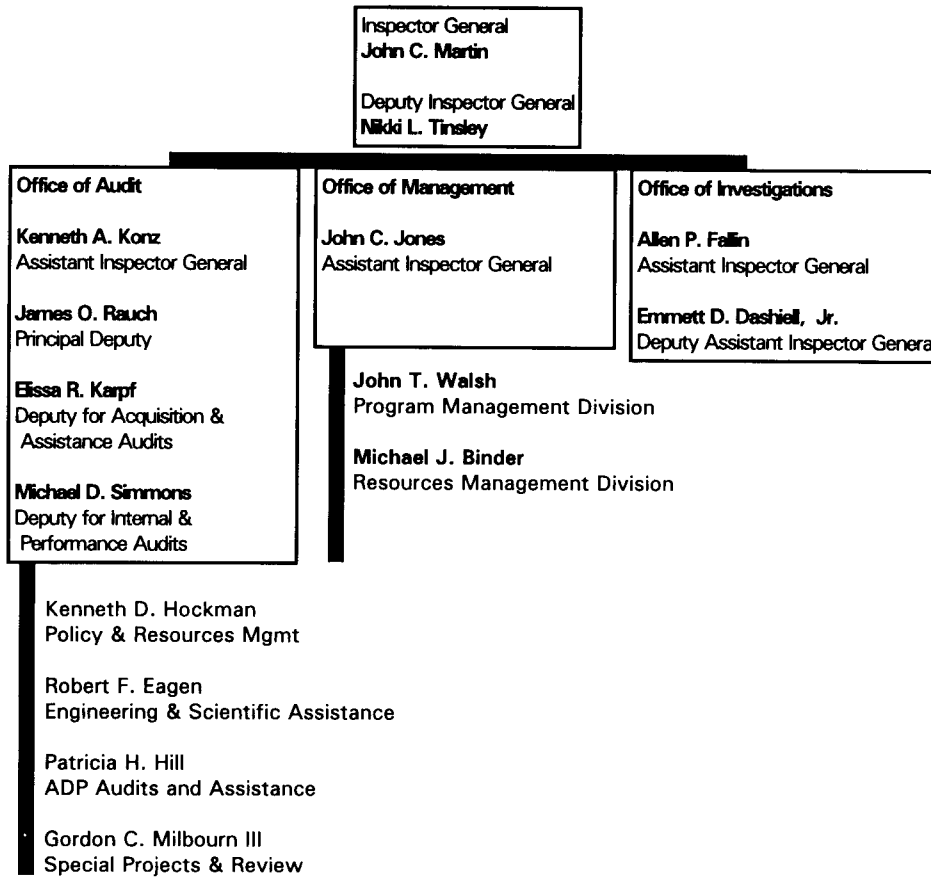 Inspector General
John C. Martin
Deputy Inspector General
Nikki L. Tinsley
Office of Audit
Kenneth A. Konz
Assistant Inspector General
James O. Rauch
Principal Deputy
Elissa R. Karpf
Deputy for Acquisition &
Assistance Audits
Michael D. Simmons
Deputy for Internal &
Performance Audits
Kenneth D. Hockman
Policy & Resources Mgmt
Robert F. Eagen
Engineering & Scientific Assistance
Patricia H. Hill
ADP Audits and Assistance
Gordon C. Milbourn III
Special Projects & Review
Office of Management
John C. Jones
Assistant Inspector General
John T. Walsh
Program Management Division
Michael J. Binder
Resources Management Division
Office of Investigations
Allen P. Fallin
Assistant Inspector General
Emmett D. Dashiell, Jr.
Deputy Assistant Inspector Genera